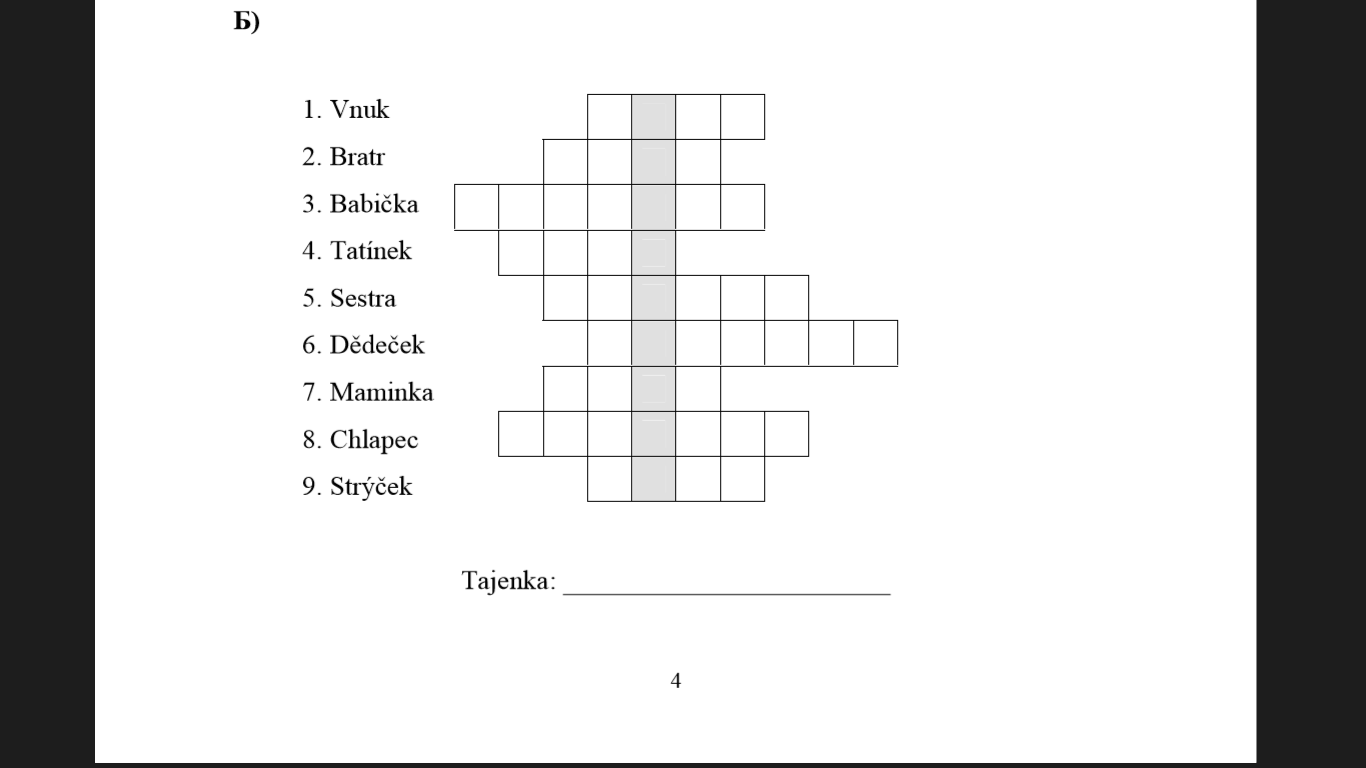 Б)
1. Vnuk
2. Bratr
3. Babička
4. Tatínek
5. Sestra
6. Dědeček
7. Maminka
8. Chlapec
9. Strýček
Tajenka: ________________________
4